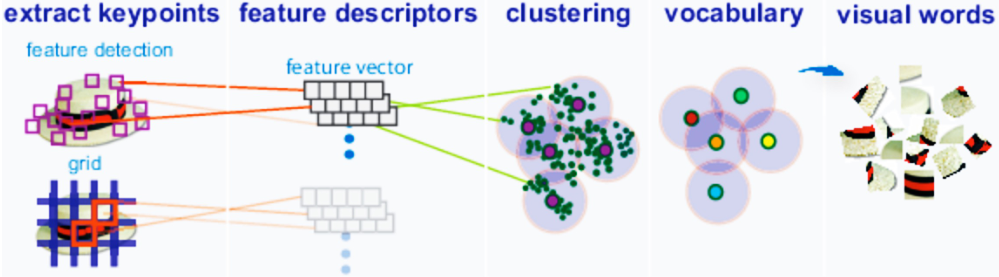 extract keypoints
feature descriptors
clustering
vocabulary
visual words
feature detection
feature vector
grid